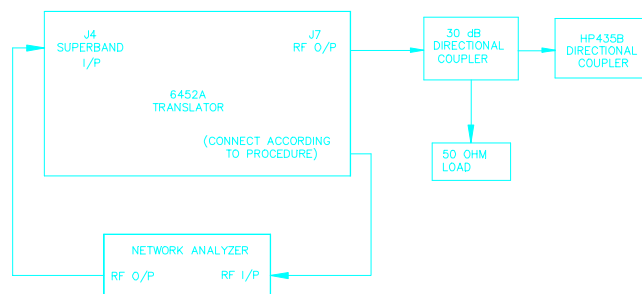 J4
SUPERBAND
I/P
J7
RF O/P
6452A
TRANSLATOR
(CONNECT ACCORDING
TO PROCEDURE)
30 dB
DIRECTIONAL
COUPLER
HP435B
DIRECTIONAL
COUPLER
50 OHM
LOAD
NETWORK ANALYZER
RF O/P
RF I/P